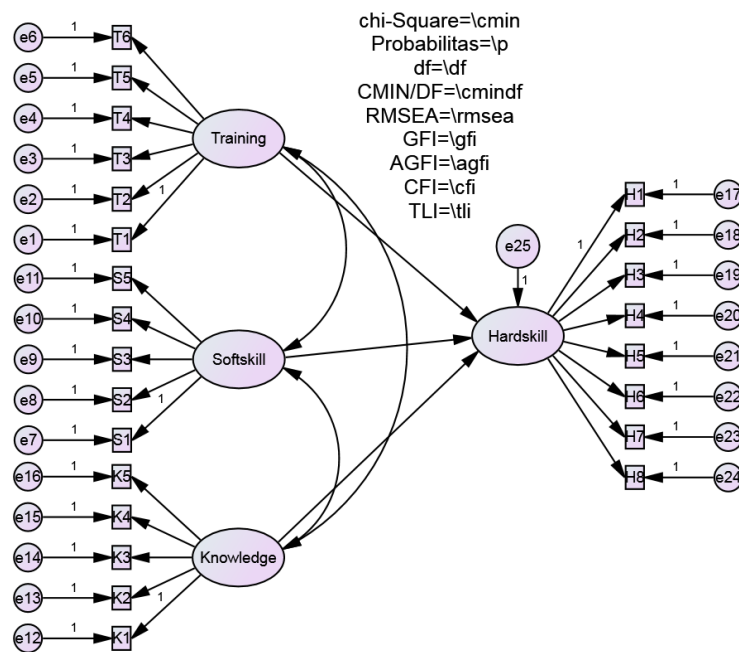 chi-Square=\cmin
Probabilitas=\p
df=\df
CMIN/DF=\cmindf
RMSEA=\rmsea
GFI=\gfi
AGFI=\agfi
CFI=\cfi
TLI=\tli
e6 1 T6
e5 1 T5
e4 1 T4
e3 1 T3
e2 1 T2
e1 1 T1
1
Training
e11 1 S5
e10 1 S4
e9 1 S3
e8 1 S2
e7 1 S1
1
Softskill
e16 1 K5
e15 1 K4
e14 1 K3
e13 1 K2
e12 1 K1
1
Knowledge
e25
1
Hardskill
1
H1 1 e17
H2 1 e18
H3 1 e19
H4 1 e20
H5 1 e21
H6 1 e22
H7 1 e23
H8 1 e24